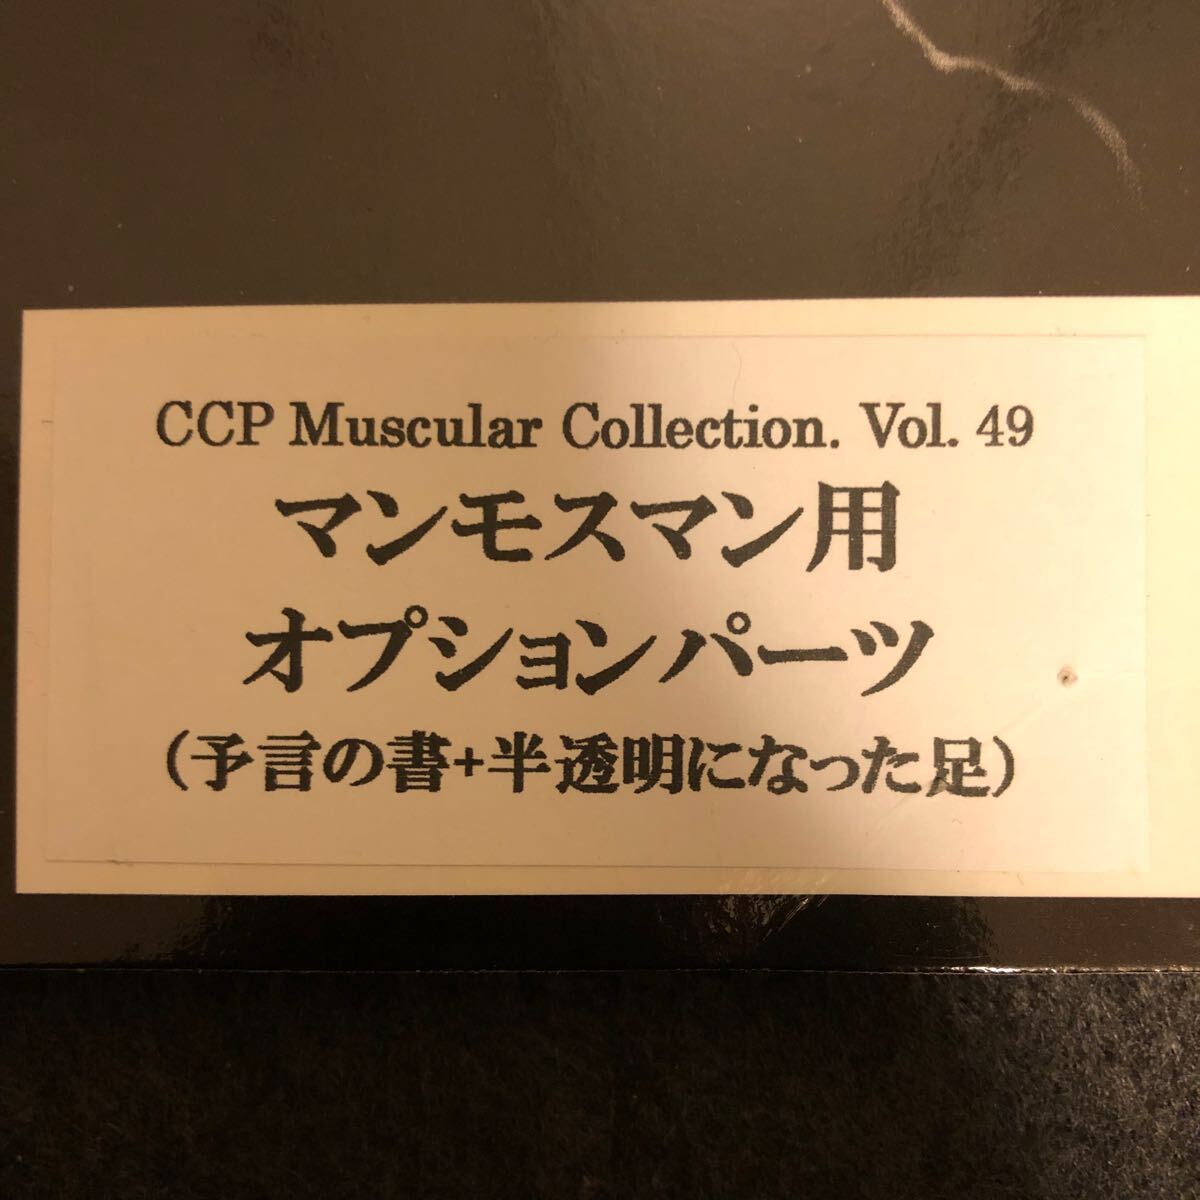 CCP Muscular Collection. Vol. 49
マンモスマン用
オプションパーツ
(予言の書+半透明になった足)